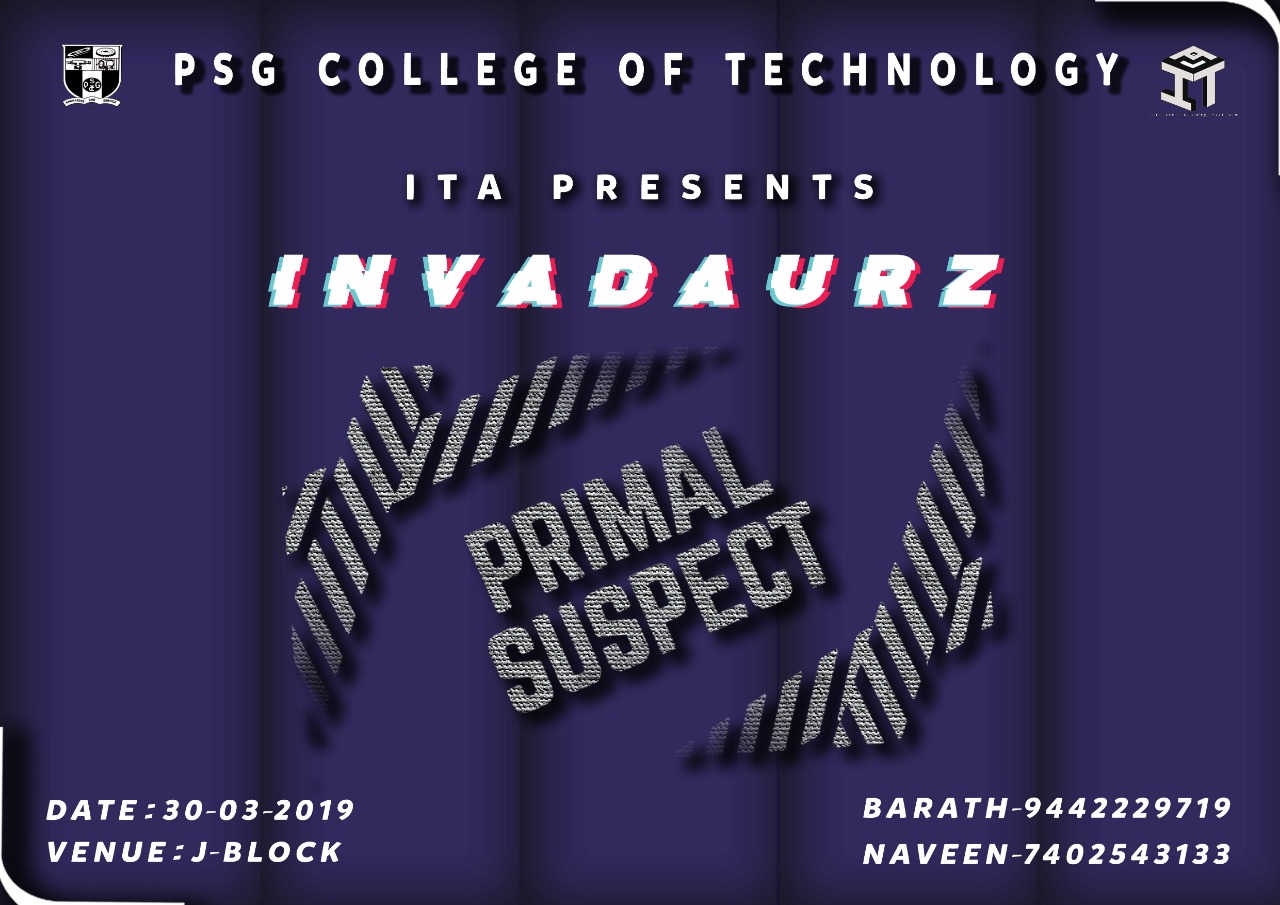 PSG COLLEGE OF TECHNOLOGY
ITA PRESENTS
INVADAURZ
PRIMAL
SUSPECT
DATE:30-03-2019
VENUE:J-BLOCK
BARATH-9442229719
NAVEEN-7402543133